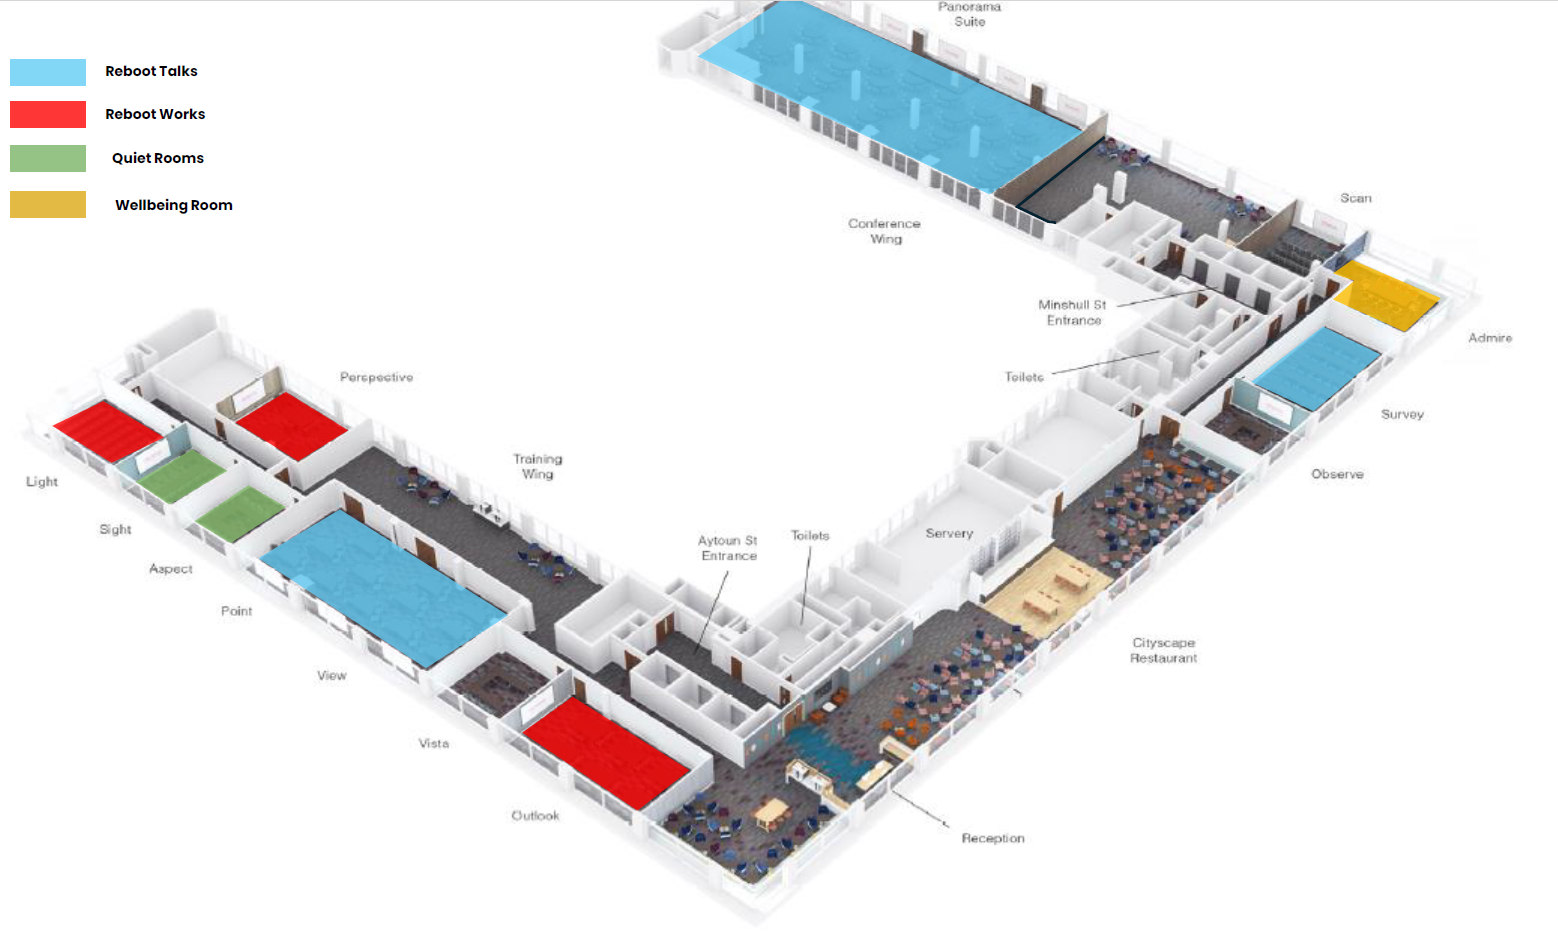 Panorama
Suite
Reboot Talks
Reboot Works
Quiet Rooms
Wellbeing Room
Scan
Conference
Wing
Minshull St
Entrance
Admire
Toilets
Perspective
Survey
Training
Wing
Observe
Light
Sight
Aytoun St
Entrance
Toilets
Servery
Aspect
Point
Cityscape
Restaurant
View
Vista
Outlook
Reception